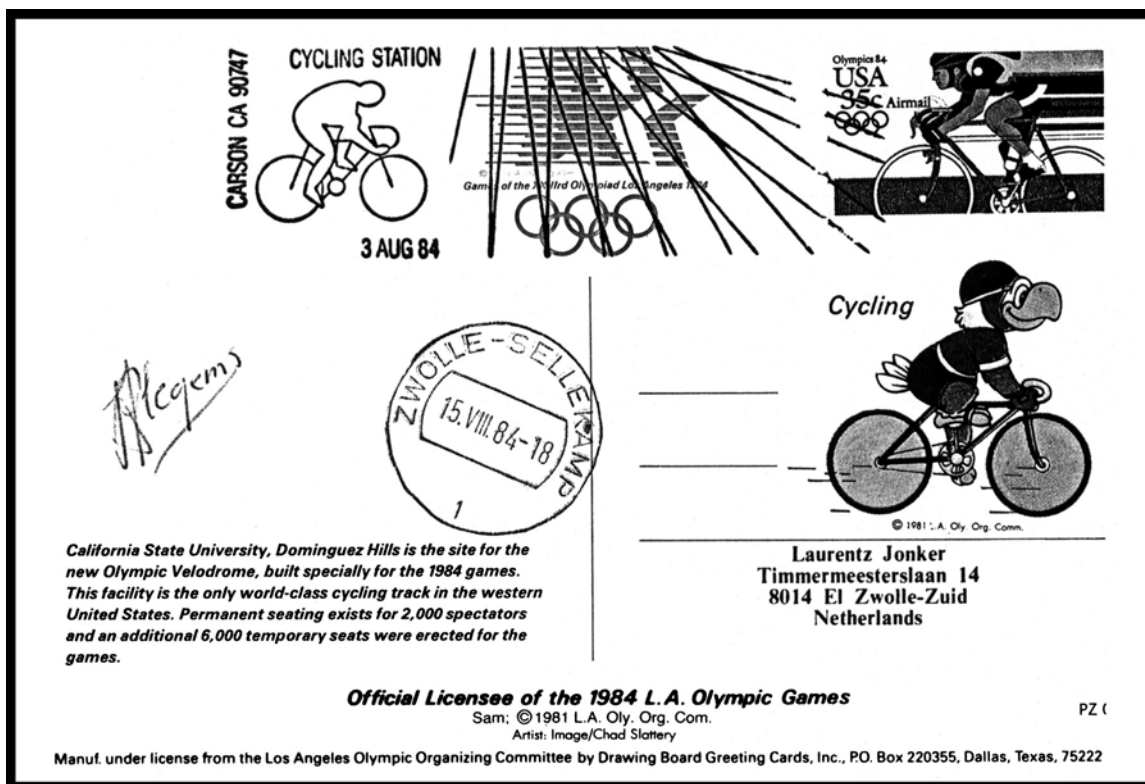 CARSON CA 90747
CYCLING STATION
3 AUG 84
Games of the XXIIIrd Olympiad Los Angeles 1984
Olympics 84
USA
35c Airmail
Cycling
ZWOLLE-SELLEKAMP
15.VIII.84-18
1
© 1981 L.A. Oly. Org. Comm.
California State University, Dominguez Hills is the site for the
new Olympic Velodrome, built specially for the 1984 games.
This facility is the only world-class cycling track in the western
United States. Permanent seating exists for 2,000 spectators
and an additional 6,000 temporary seats were erected for the
games.
Laurentz Jonker
Timmermeesterslaan 14
8014 El Zwolle-Zuid
Netherlands
Official Licensee of the 1984 L.A. Olympic Games
Sam; © 1981 L.A. Oly. Org. Com.
Artist: Image/Chad Slattery
PZ
Manuf. under license from the Los Angeles Olympic Organizing Committee by Drawing Board Greeting Cards, Inc., P.O. Box 220355, Dallas, Texas, 75222